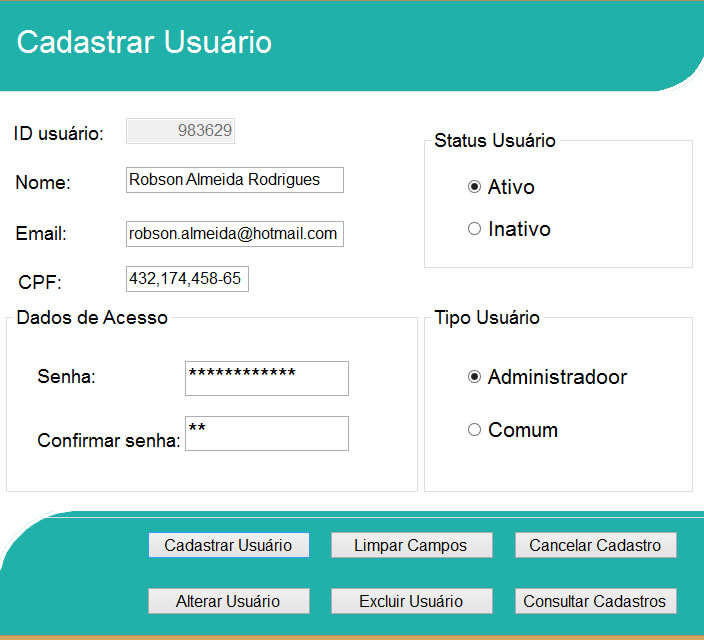 Cadastrar Usuário
ID usuário: 983629
Nome: Robson Almeida Rodrigues
Email: robson.almeida@hotmail.com
CPF: 432,174,458-65
Status Usuário
Ativo
Inativo
Dados de Acesso
Senha: ************
Confirmar senha: **
Tipo Usuário
Administradoor
Comum
Cadastrar Usuário Limpar Campos Cancelar Cadastro
Alterar Usuário Excluir Usuário Consultar Cadastros